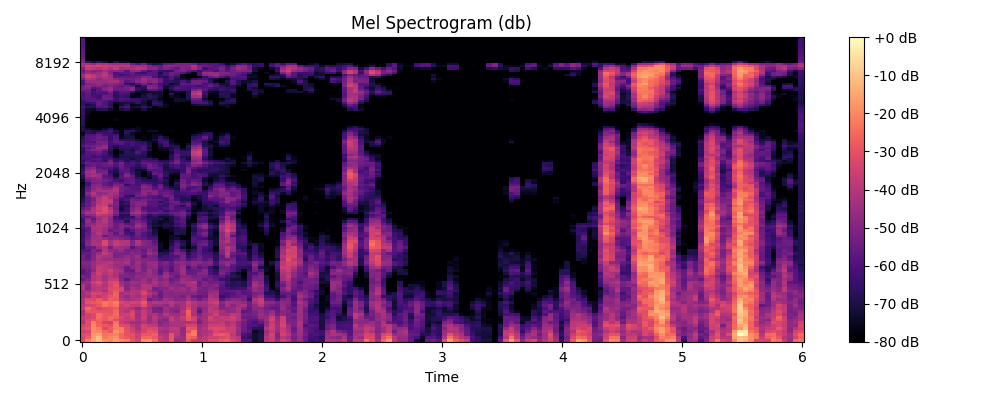 Mel Spectrogram (db)
Hz
8192
4096
2048
1024
512
0
0 1 2 3 4 5 6
Time
+0 dB
-10 dB
-20 dB
-30 dB
-40 dB
-50 dB
-60 dB
-70 dB
-80 dB